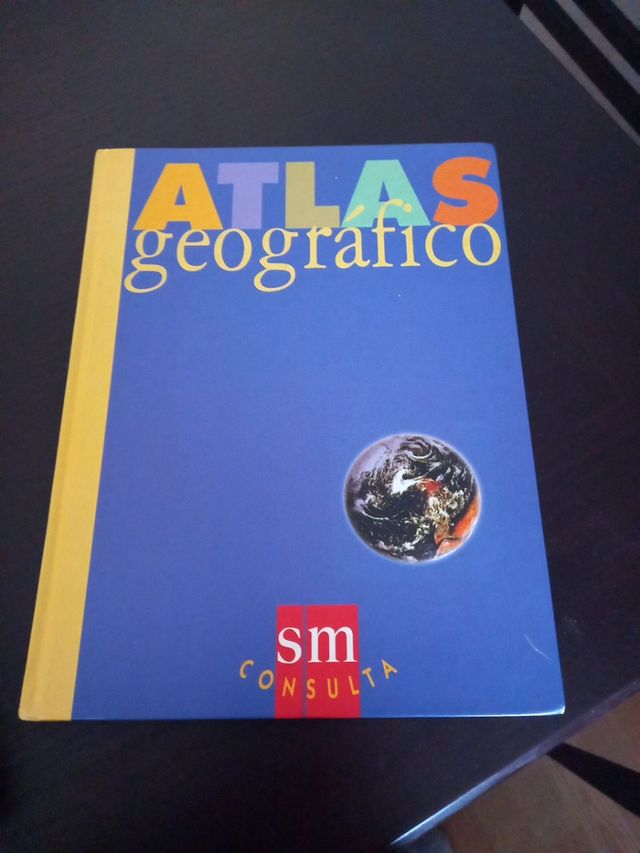 ATLAS
geográfico
sm
CONSULTA